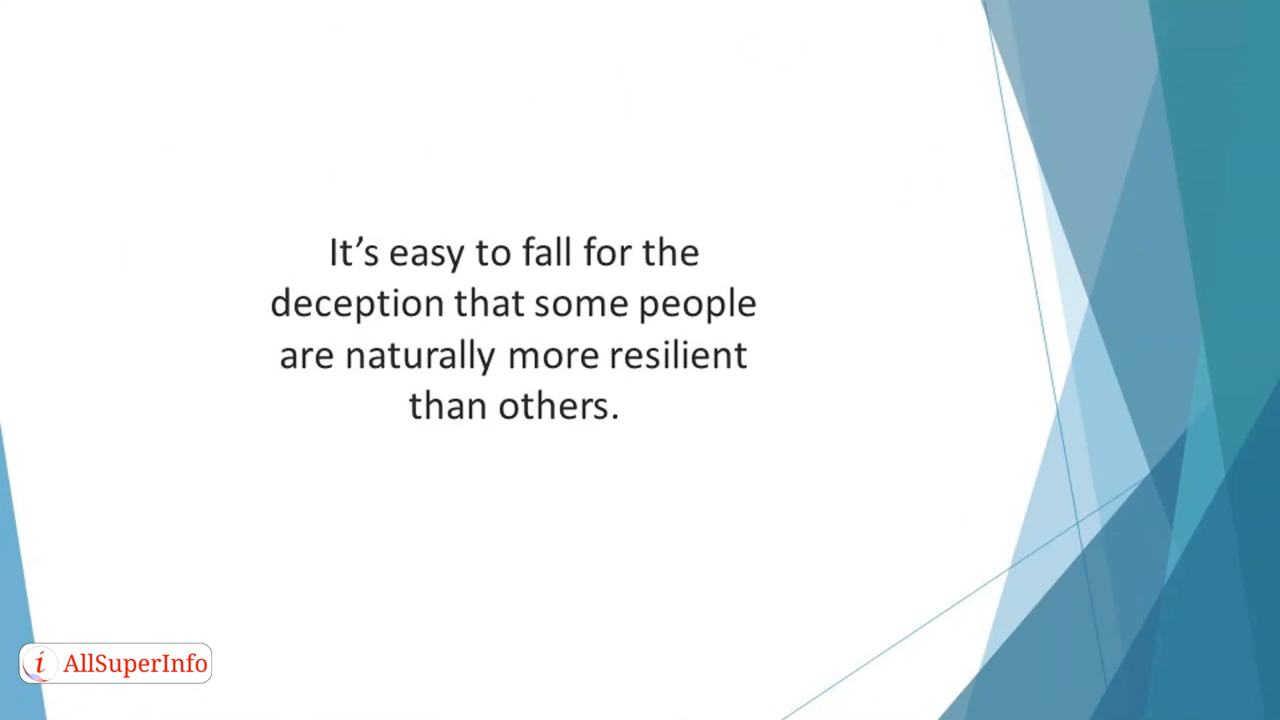 It’s easy to fall for the
deception that some people
are naturally more resilient
than others.
i AllSuperInfo